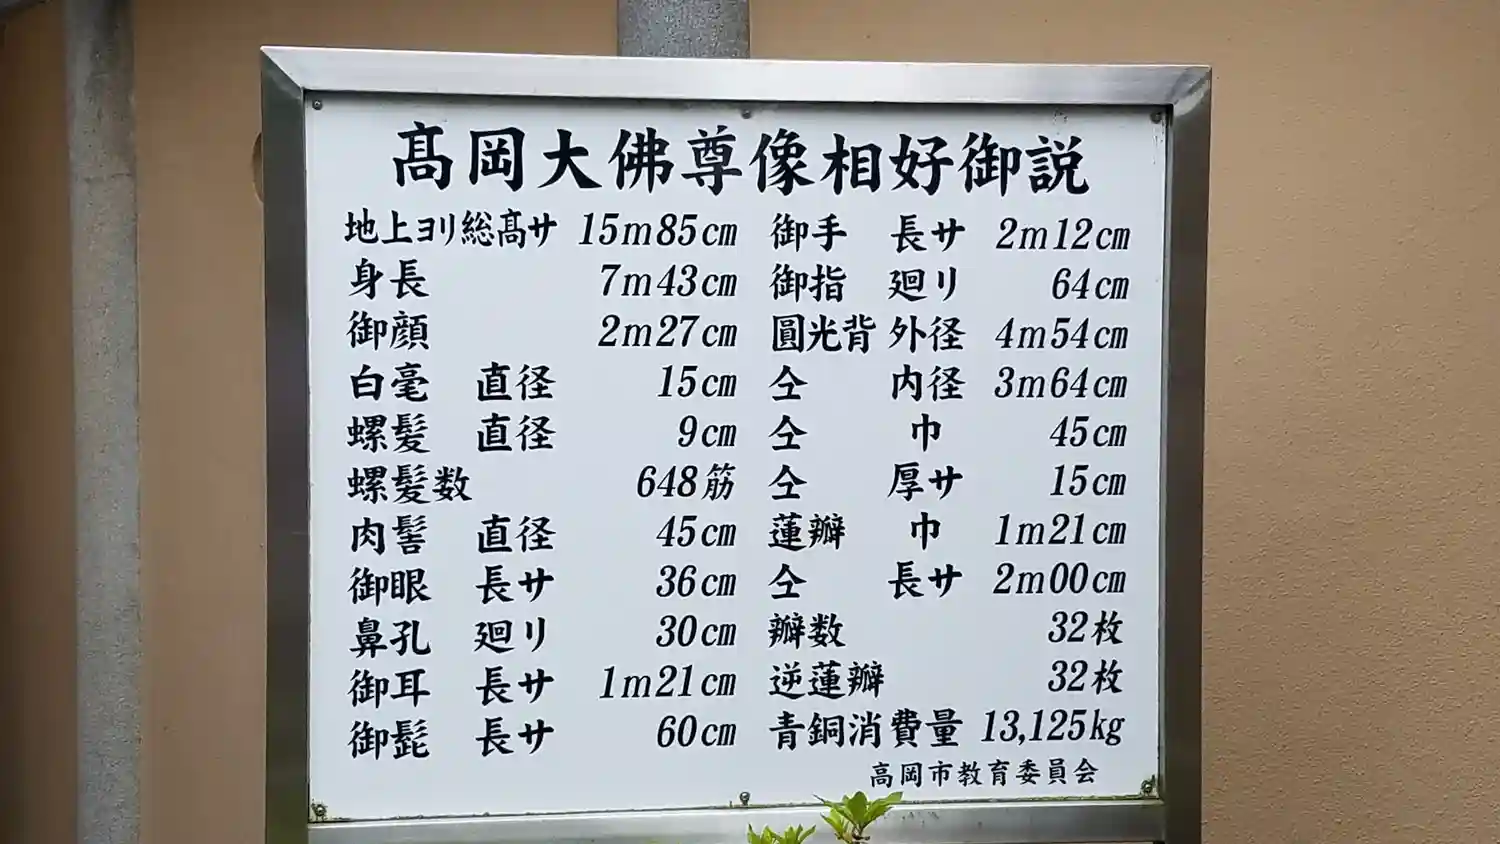 髙岡大佛尊像相好御説
地上ヨリ総髙サ 15m85cm
身長 7m43cm
御顔 2m27cm
白毫 直径 15cm
螺髪 直径 9cm
螺髪数 648筋
肉髻 直径 45cm
御眼 長サ 36cm
鼻孔 廻リ 30cm
御耳 長サ 1m21cm
御髭 長サ 60cm
御手 長サ 2m12cm
御指 廻リ 64cm
圓光背 外径 4m54cm
仝 内径 3m64cm
仝 巾 45cm
仝 厚サ 15cm
蓮瓣 巾 1m21cm
仝 長サ 2m00cm
瓣数 32枚
逆蓮瓣 32枚
青銅消費量 13,125kg
高岡市教育委員会